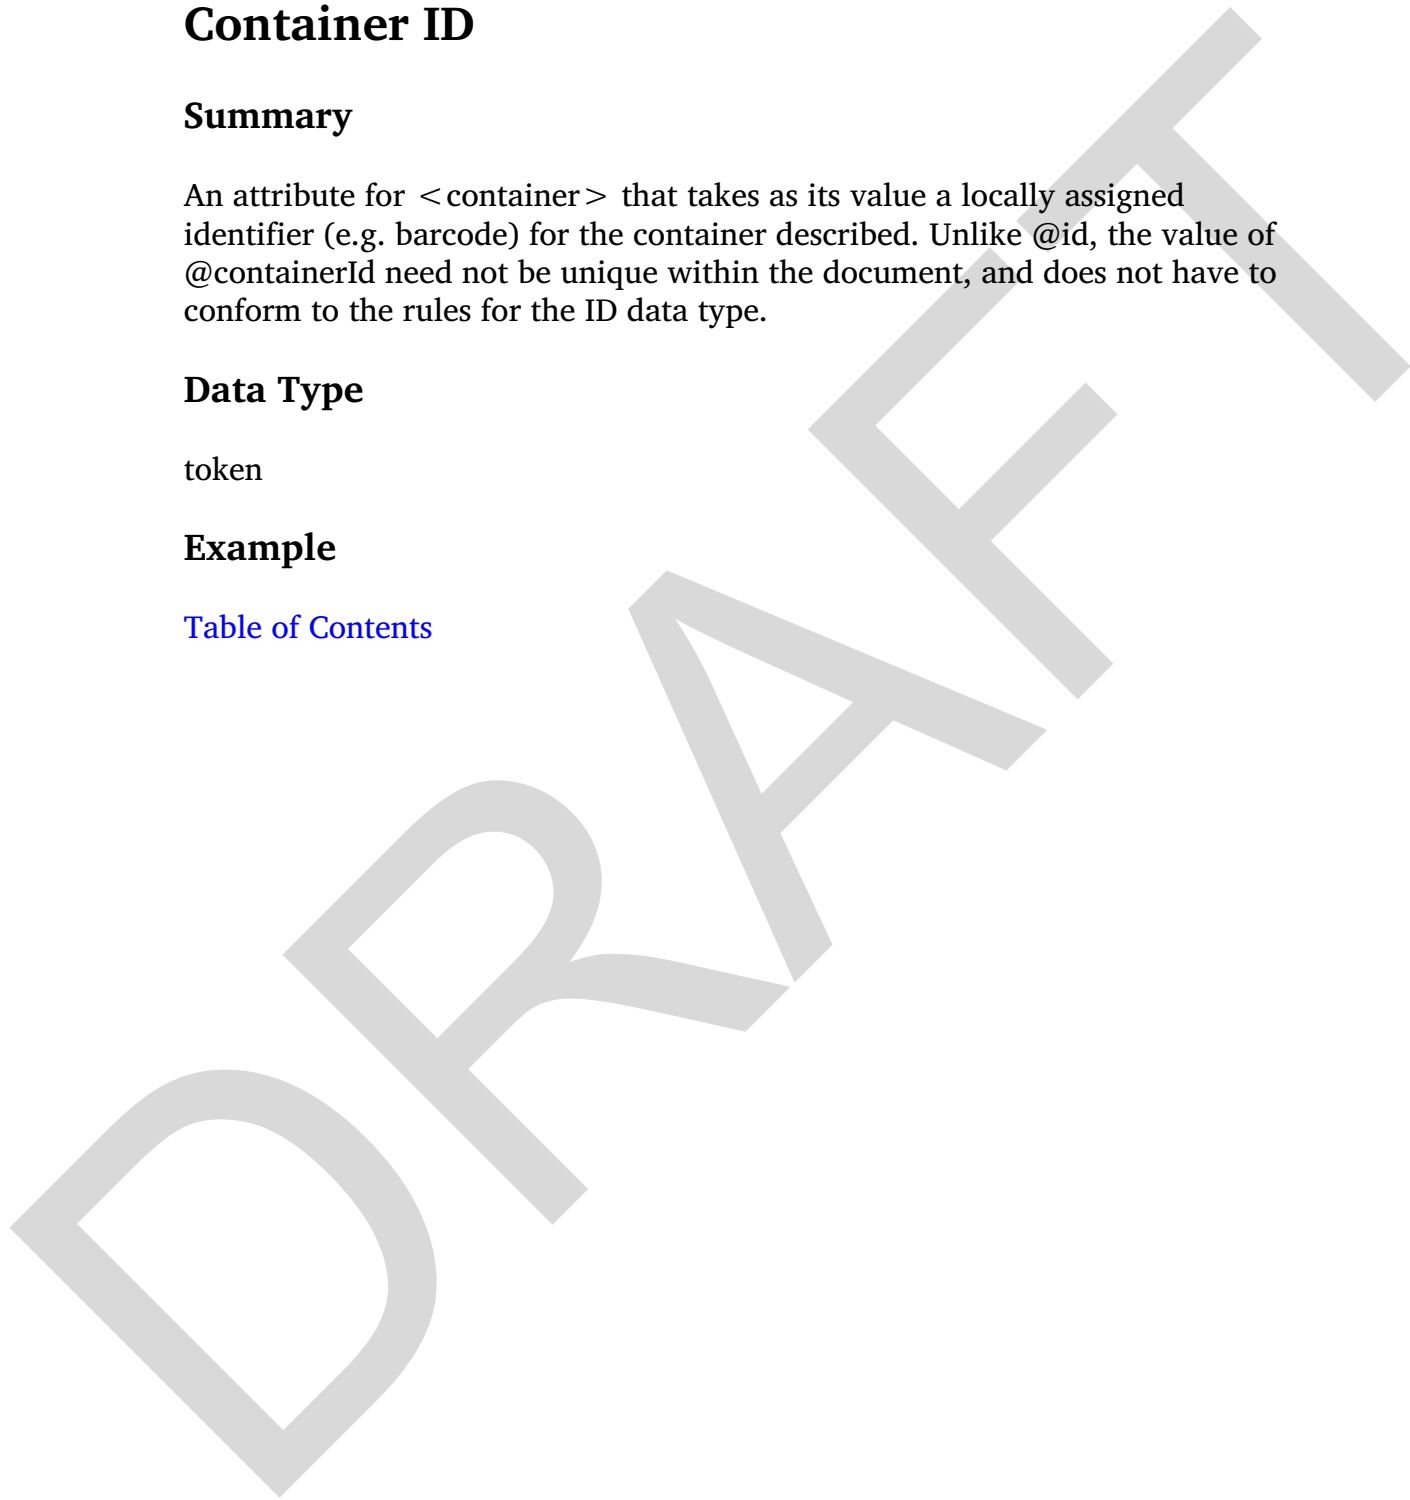 Container ID
Summary
An attribute for <container> that takes as its value a locally assigned
identifier (e.g. barcode) for the container described. Unlike @id, the value of
@containerId need not be unique within the document, and does not have to
conform to the rules for the ID data type.
Data Type
token
Example
Table of Contents
DRAFT